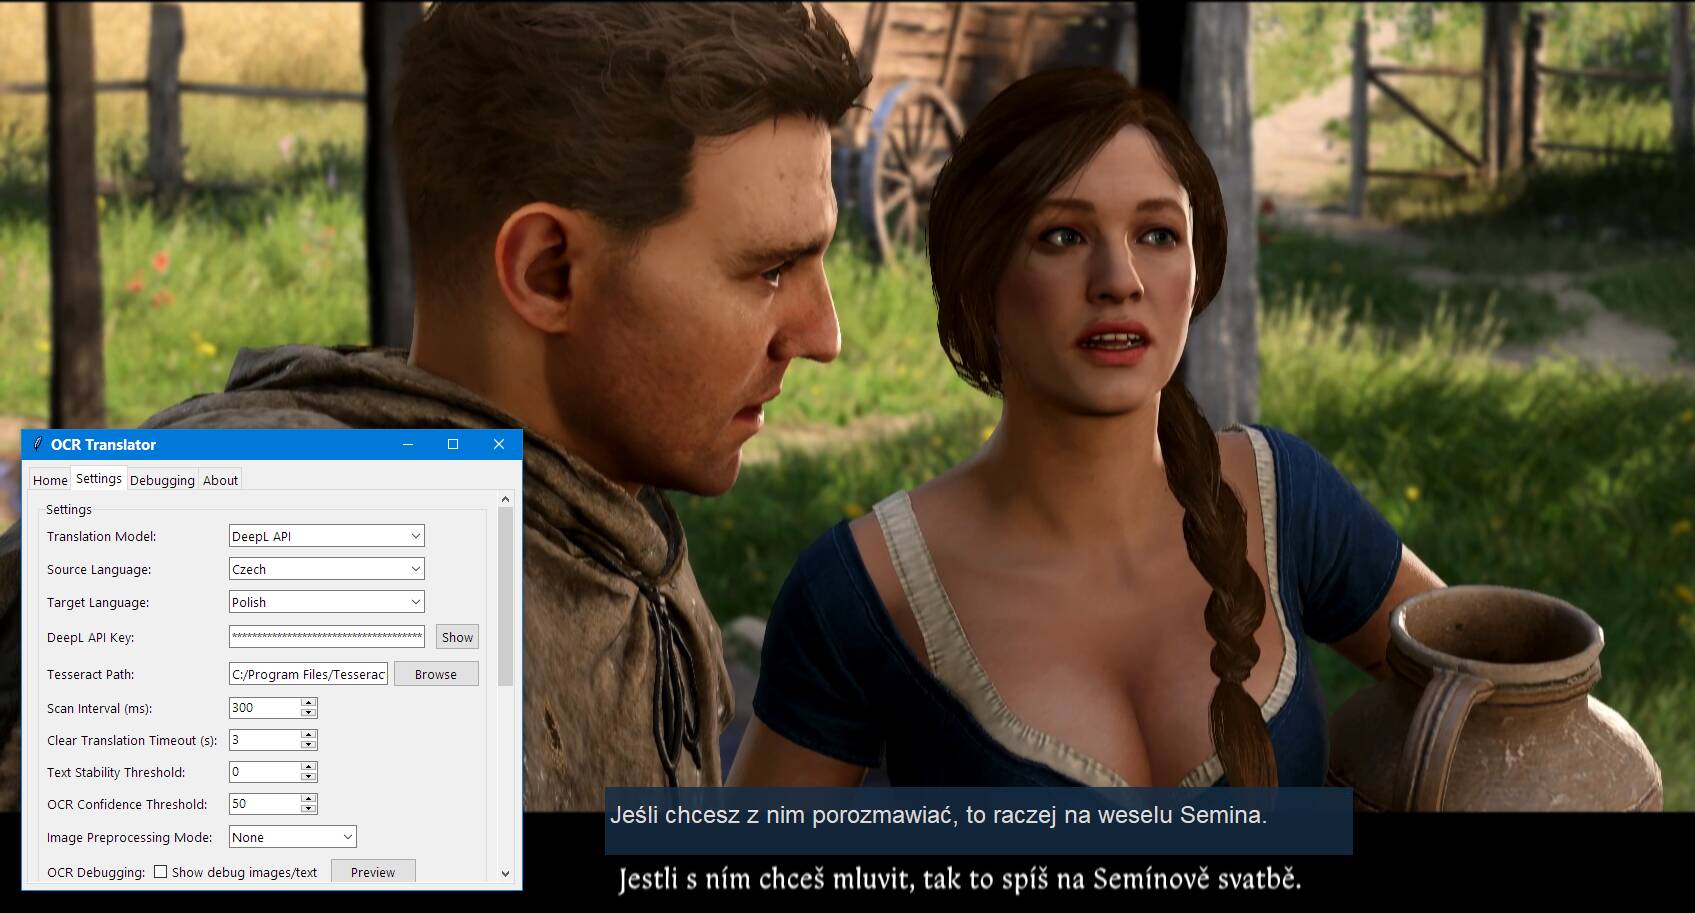 OCR Translator
Home Settings Debugging About
Settings
Translation Model: DeepL API
Source Language: Czech
Target Language: Polish
DeepL API Key: ************************************** Show
Tesseract Path: C:/Program Files/Tesserac Browse
Scan Interval (ms): 300
Clear Translation Timeout (s): 3
Text Stability Threshold: 0
OCR Confidence Threshold: 50
Image Preprocessing Mode: None
OCR Debugging: Show debug images/text Preview
Jeśli chcesz z nim porozmawiać, to raczej na weselu Semina.
Jestli s ním chceš mluvit, tak to spíš na Semínově svatbě.